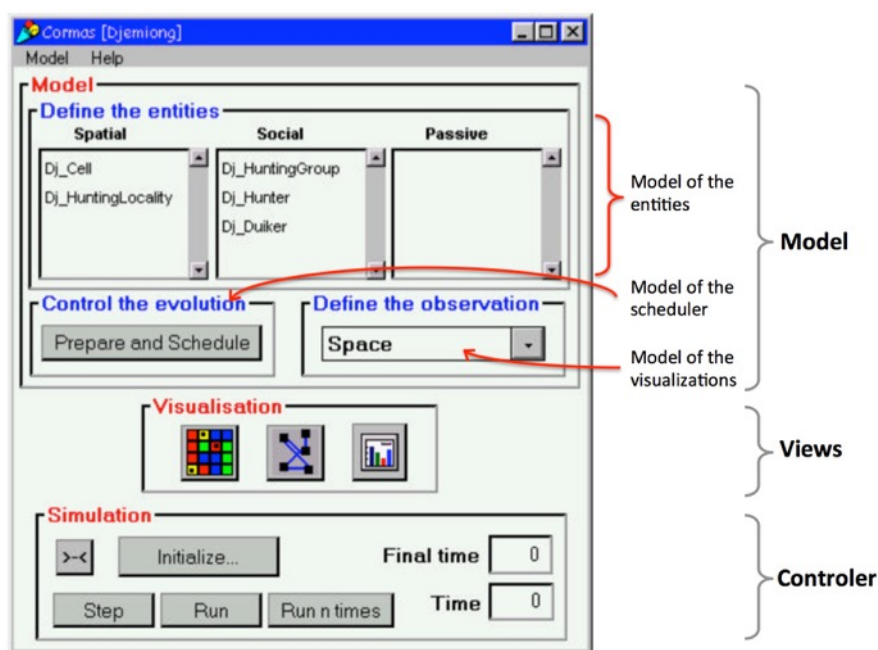 Cormas [Djemiong]
Model Help
Model
Define the entities
Spatial Social Passive
Dj_Cell
Dj_HuntingLocality
Dj_HuntingGroup
Dj_Hunter
Dj_Duiker
Control the evolution
Prepare and Schedule
Define the observation
Space
Visualisation
Simulation
>-<
Initialize...
Final time 0
Step Run Run n times
Time 0
Model of the
entities
Model of the
scheduler
Model of the
visualizations
Model
Views
Controler